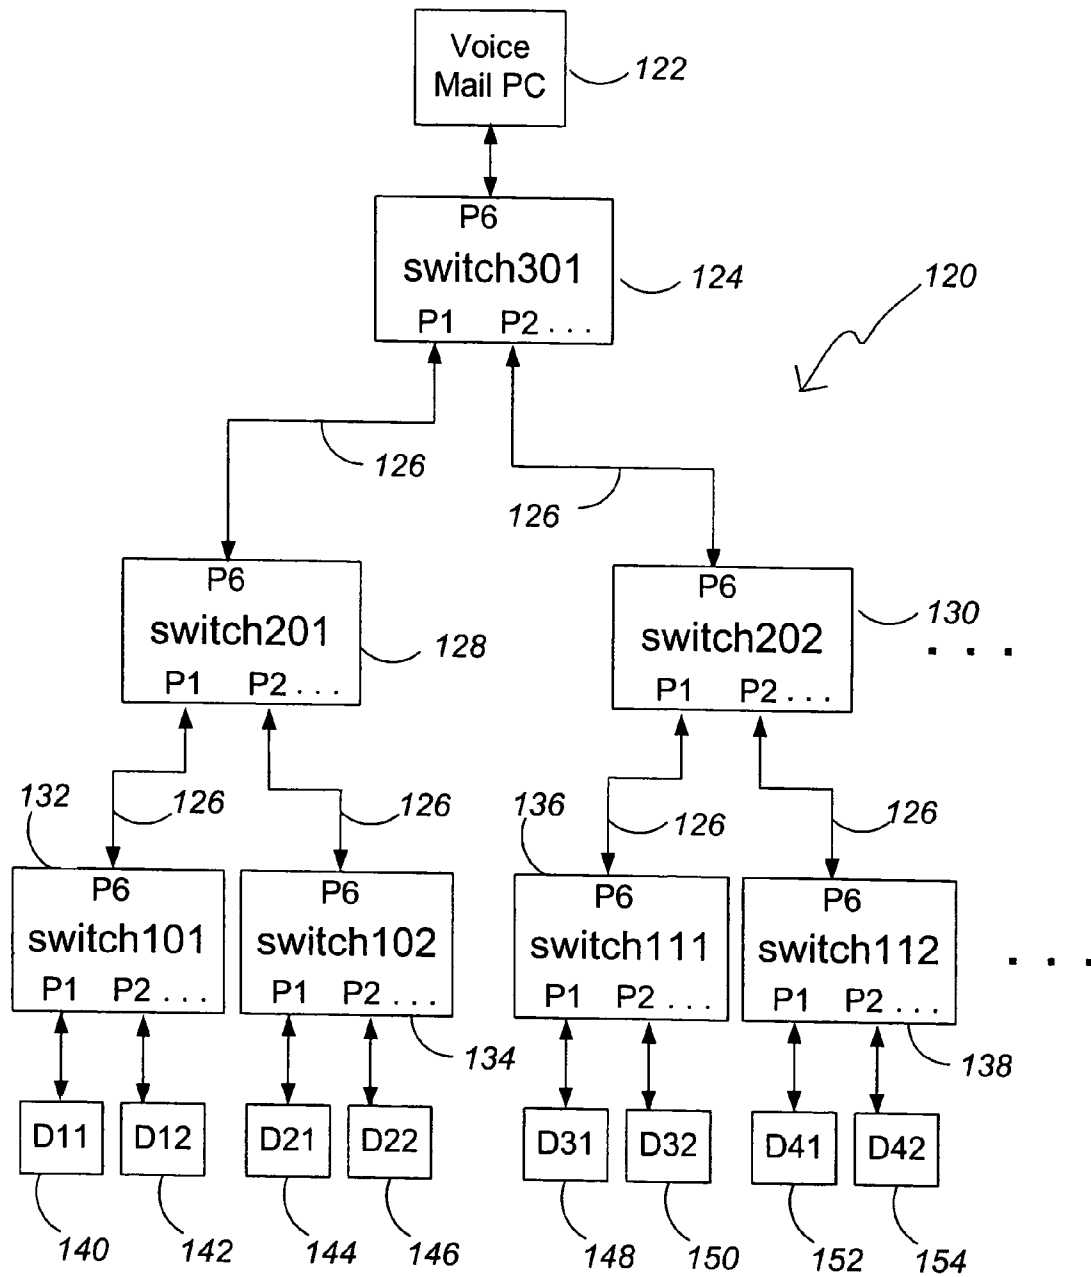 Voice
Mail PC
122
P6
switch301
P1 P2 . . .
124
120
126
126
P6
switch201
P1 P2 . . .
128
P6
switch202
P1 P2 . . .
130
. . .
132
126
126
136
126
126
P6
switch101
P1 P2 . . .
P6
switch102
P1 P2 . . .
P6
switch111
P1 P2 . . .
P6
switch112
P1 P2 . . .
. . .
134
138
D11
D12
D21
D22
D31
D32
D41
D42
140
142
144
146
148
150
152
154